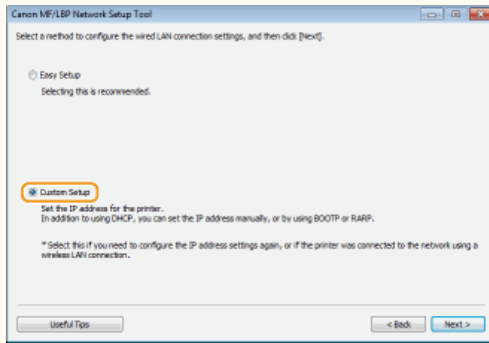 Canon MF/LBP Network Setup Tool
Select a method to configure the wired LAN connection settings, and then click [Next].
Easy Setup
Selecting this is recommended.
Custom Setup
Set the IP address for the printer.
In addition to using DHCP, you can set the IP address manually, or by using BOOTP or RARP.
* Select this if you need to configure the IP address settings again, or if the printer was connected to the network using a
wireless LAN connection.
Useful Tips
< Back
Next >